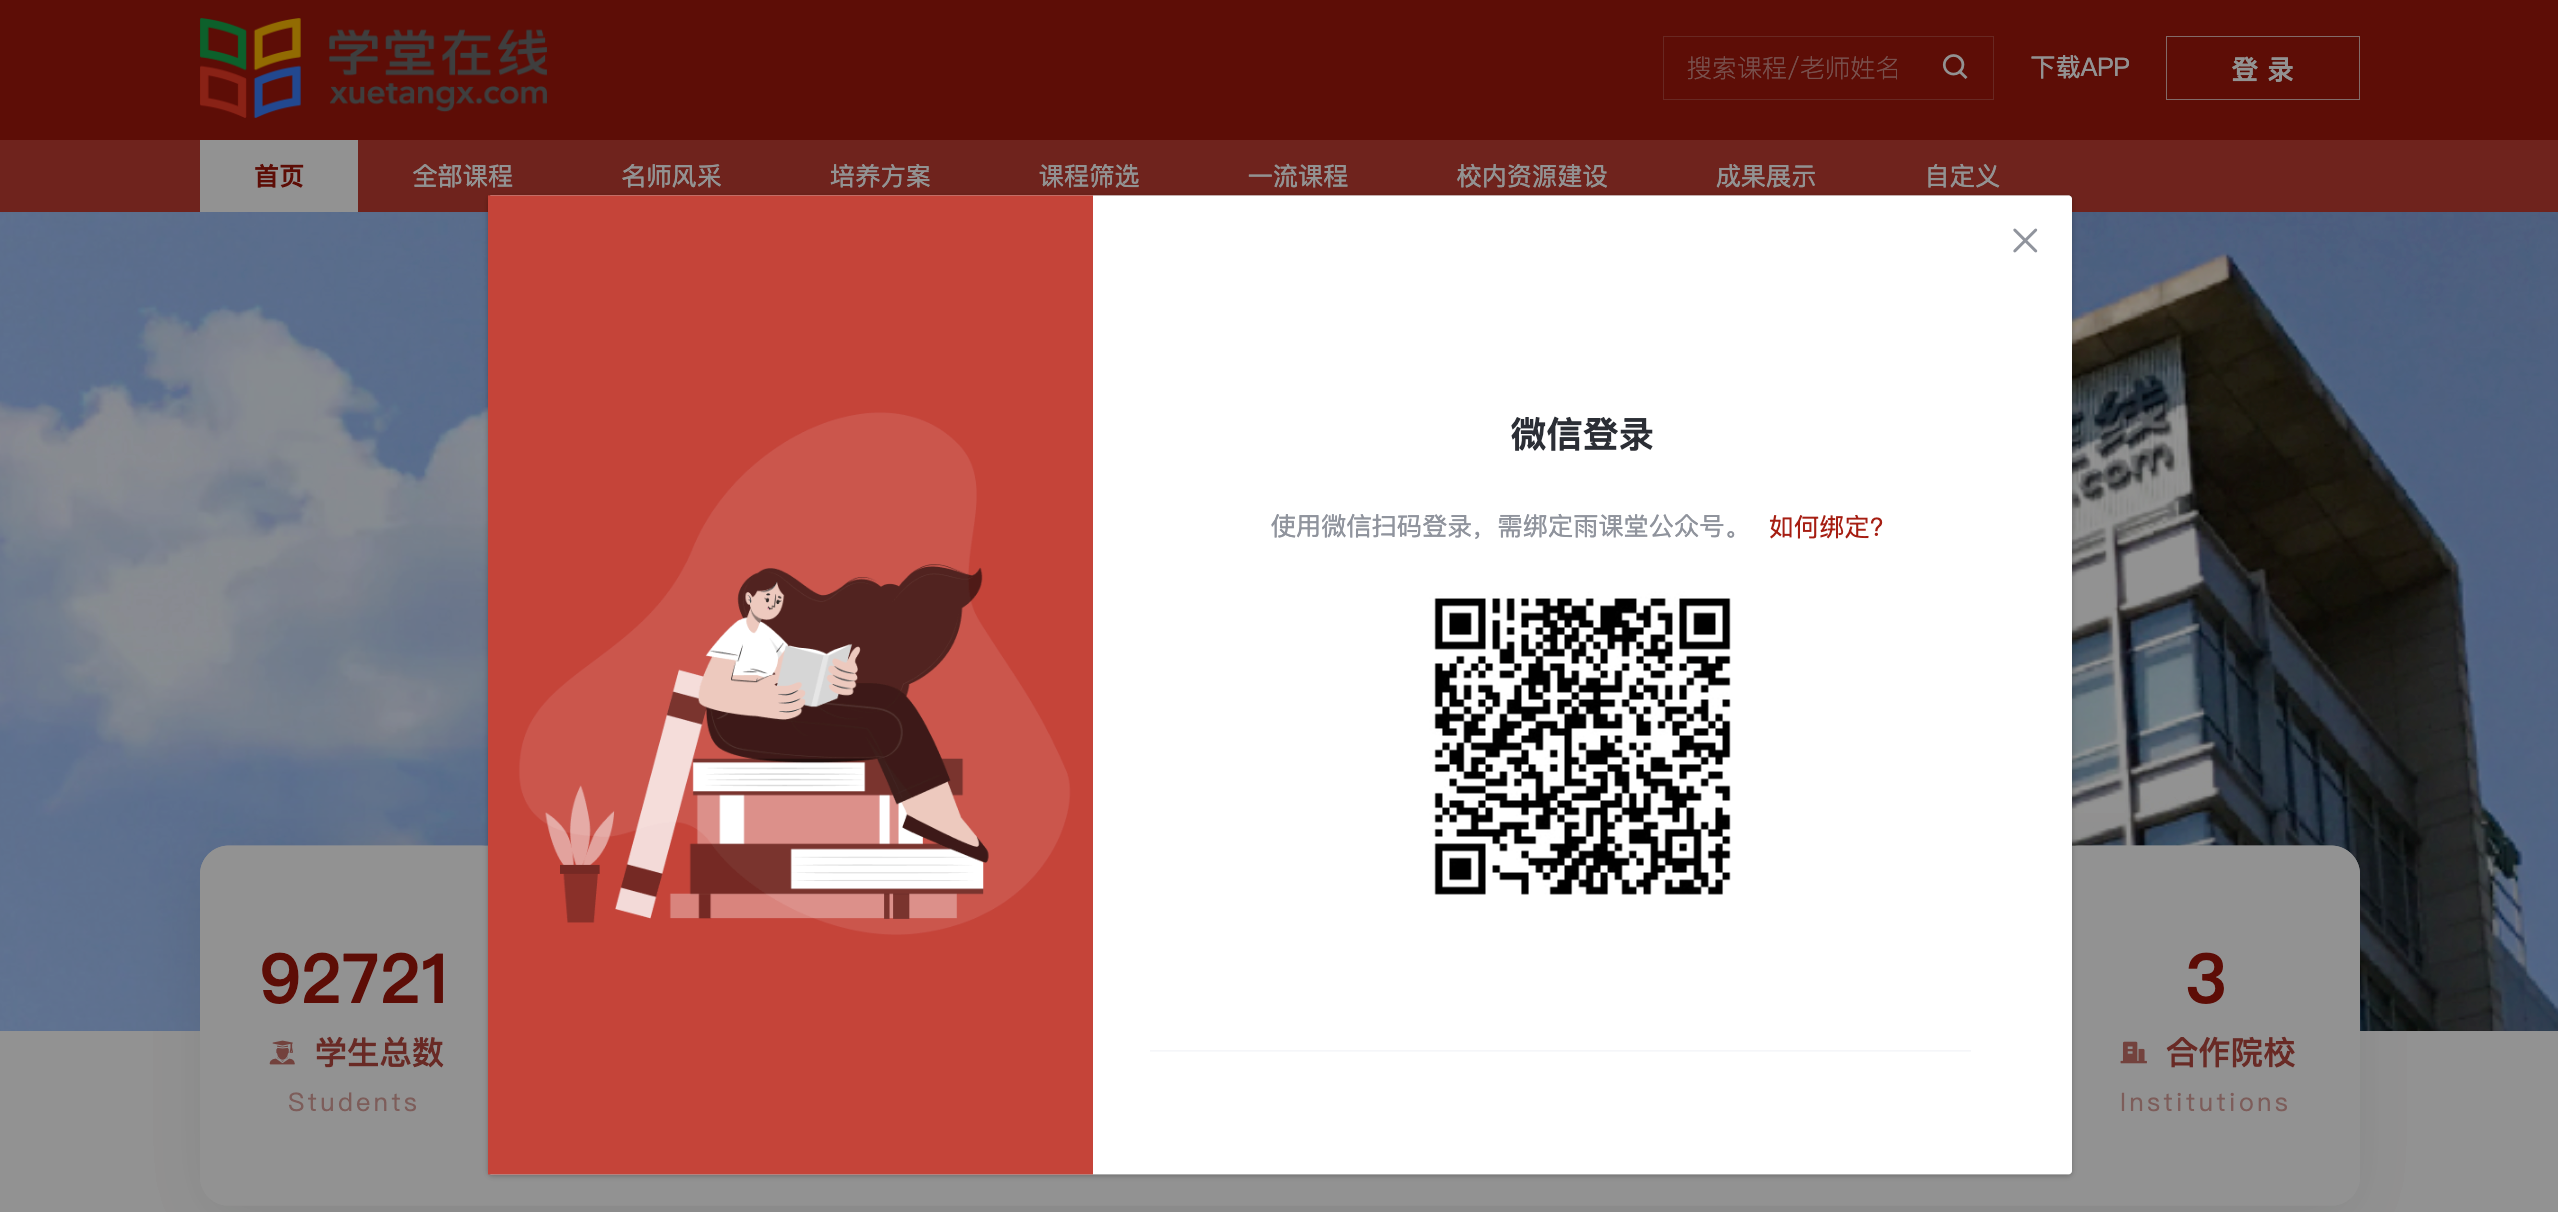 学堂在线
xuetangx.com
搜索课程/老师姓名
下载APP
登 录
首页
全部课程
名师风采
培养方案
课程筛选
一流课程
校内资源建设
成果展示
自定义
微信登录
使用微信扫码登录，需绑定雨课堂公众号。 如何绑定?
线
.com
92721
学生总数
Students
3
合作院校
Institutions